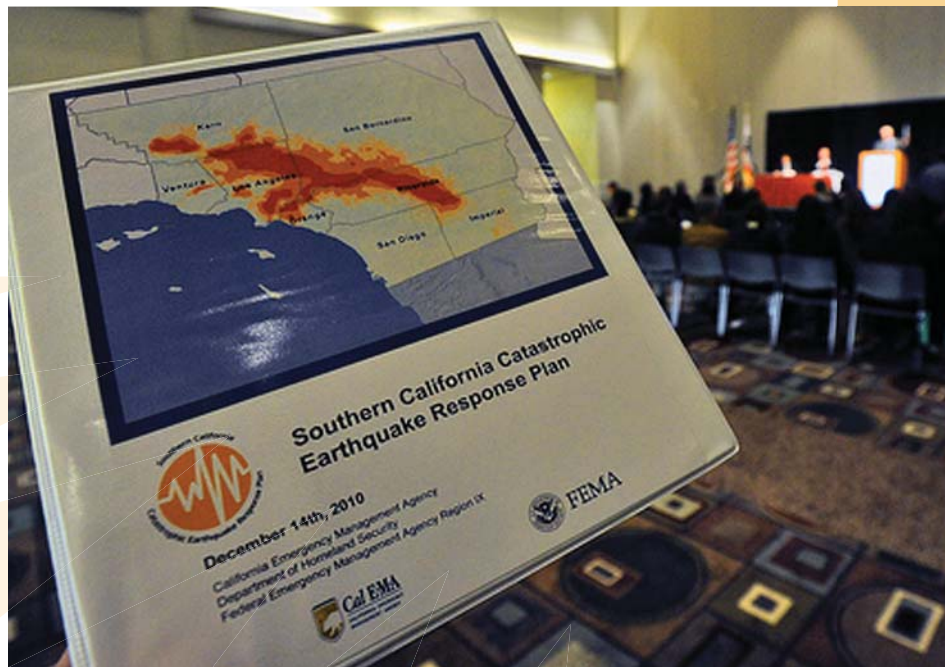 Kern
San Bernardino
Ventura
Los Angeles
Riverside
Orange
Imperial
San Diego
Southern California Catastrophic
Earthquake Response Plan
Southern California
Catastrophic Earthquake Response Plan
December 14th, 2010
California Emergency Management Agency
Department of Homeland Security
Federal Emergency Management Agency Region IX
FEMA
Cal EMA